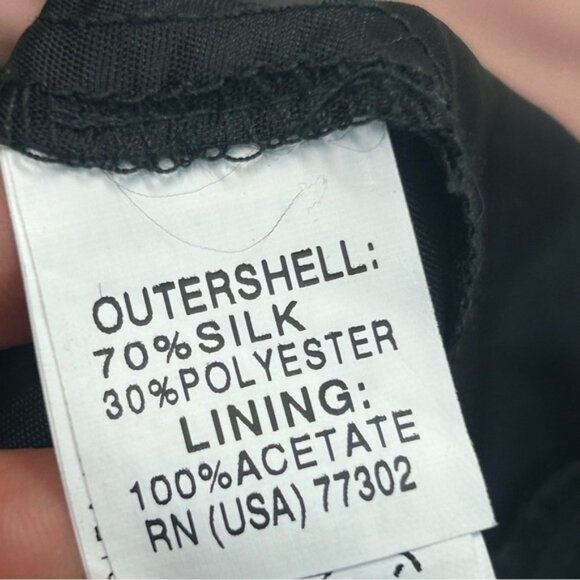 OUTERSHELL:
70%SILK
30%POLYESTER
LINING:
100%ACETATE
RN (USA) 77302